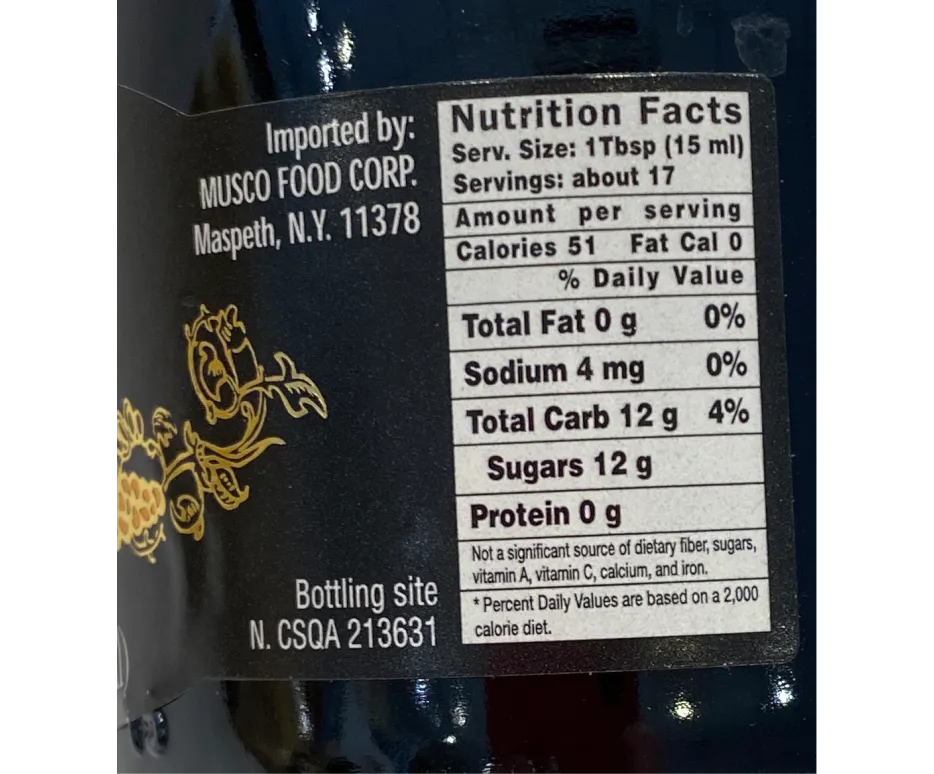 Imported by:
MUSCO FOOD CORP.
Maspeth, N.Y. 11378
Bottling site
N. CSQA 213631
Nutrition Facts
Serv. Size: 1Tbsp (15 ml)
Servings: about 17
Amount per serving
Calories 51 Fat Cal 0
% Daily Value
Total Fat 0 g 0%
Sodium 4 mg 0%
Total Carb 12 g 4%
Sugars 12 g
Protein 0 g
Not a significant source of dietary fiber, sugars,
vitamin A, vitamin C, calcium, and iron.
* Percent Daily Values are based on a 2,000
calorie diet.